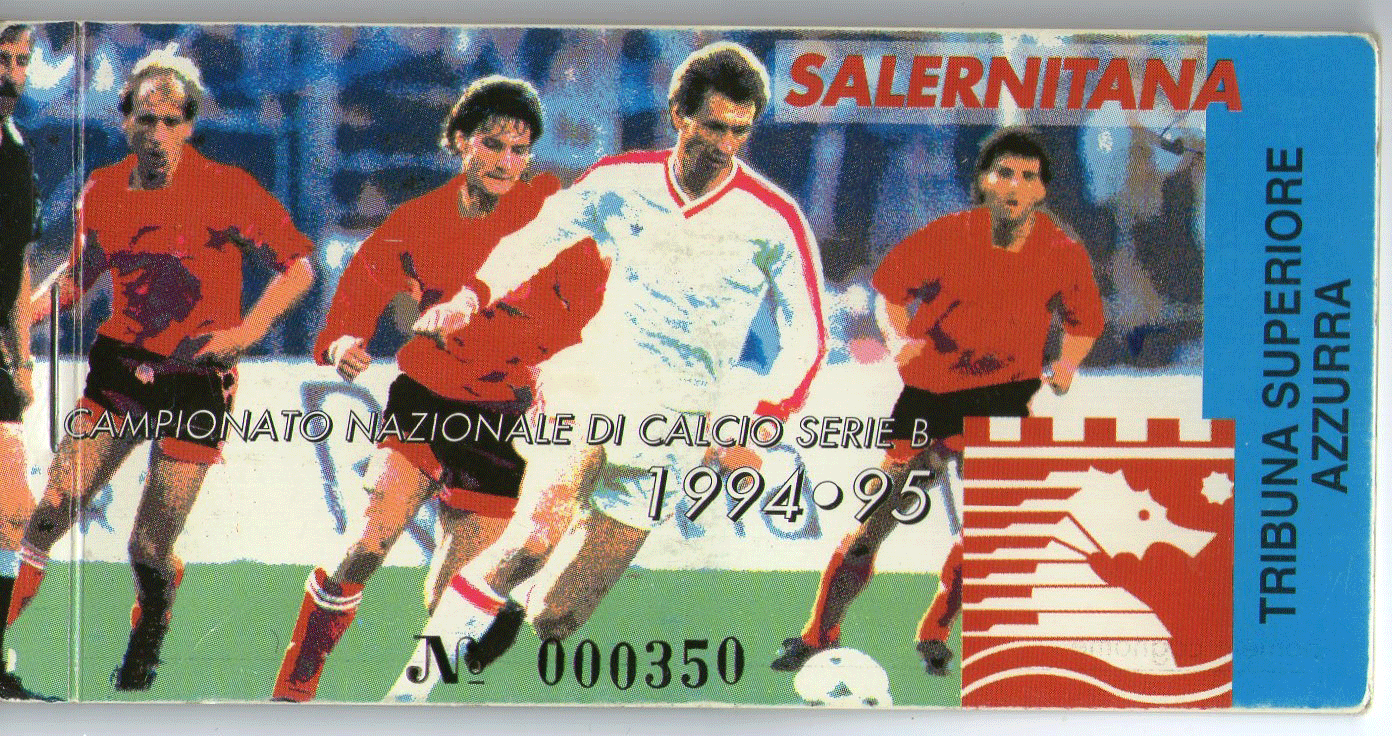 SALERNITANA
CAMPIONATO NAZIONALE DI CALCIO SERIE B
1994•95
Nº 000350
TRIBUNA SUPERIORE
AZZURRA